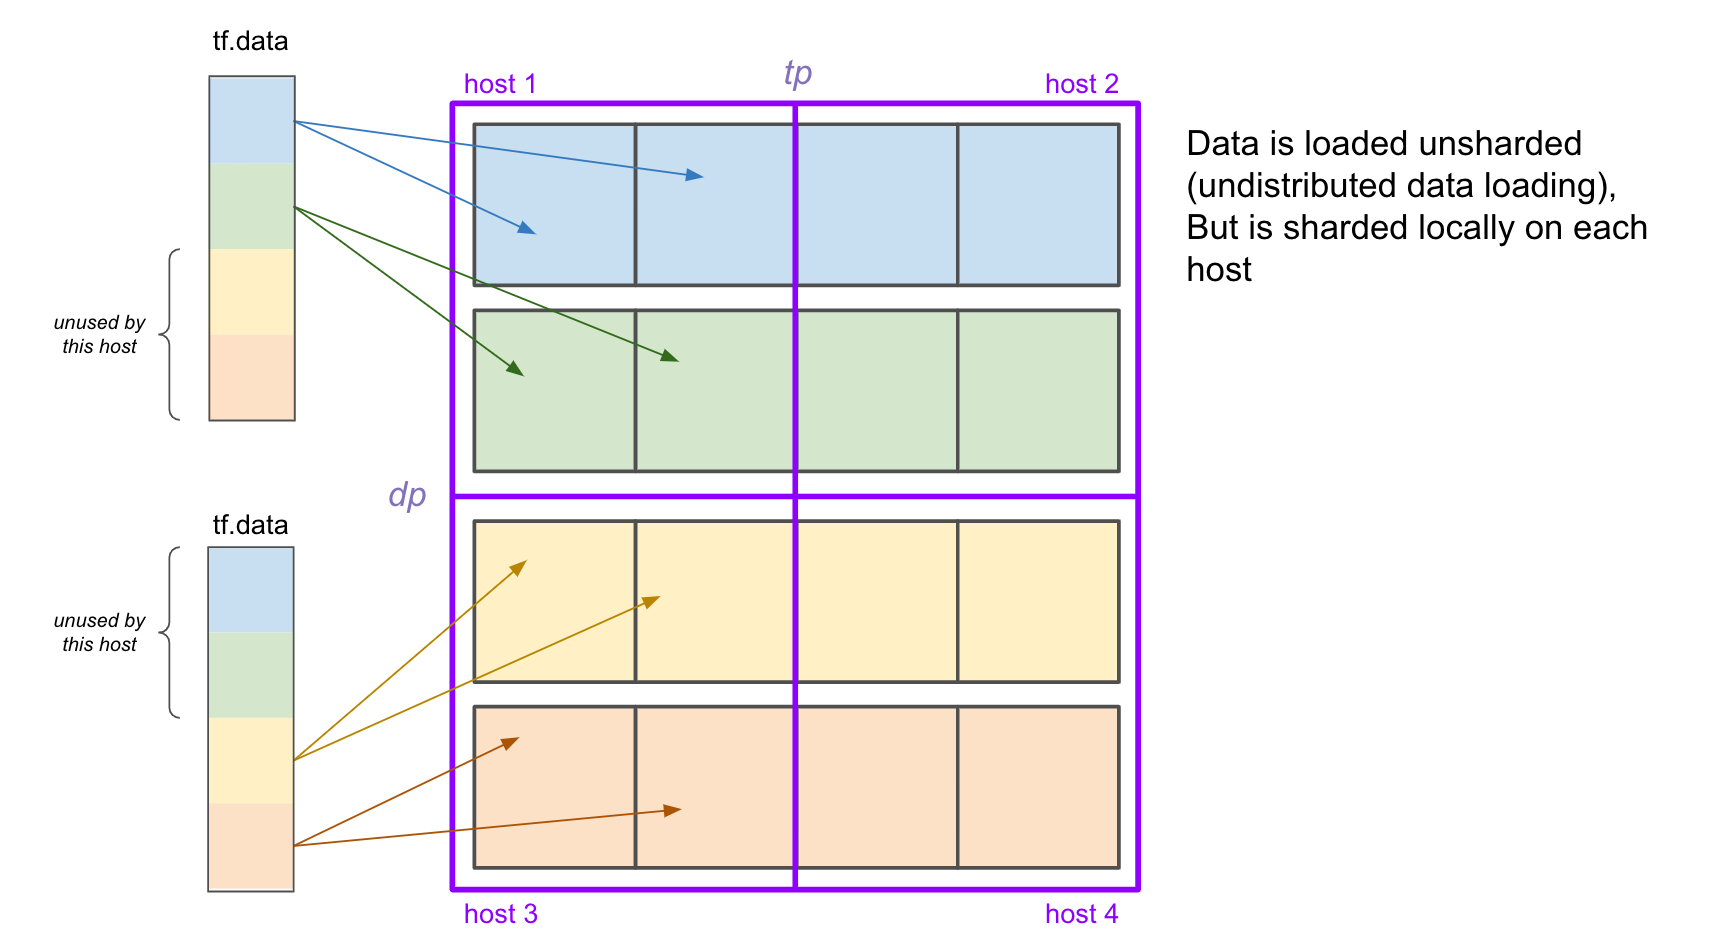 tf.data
host 1
tp
host 2
Data is loaded unsharded
(undistributed data loading),
But is sharded locally on each
host
unused by
this host
dp
tf.data
unused by
this host
host 3
host 4